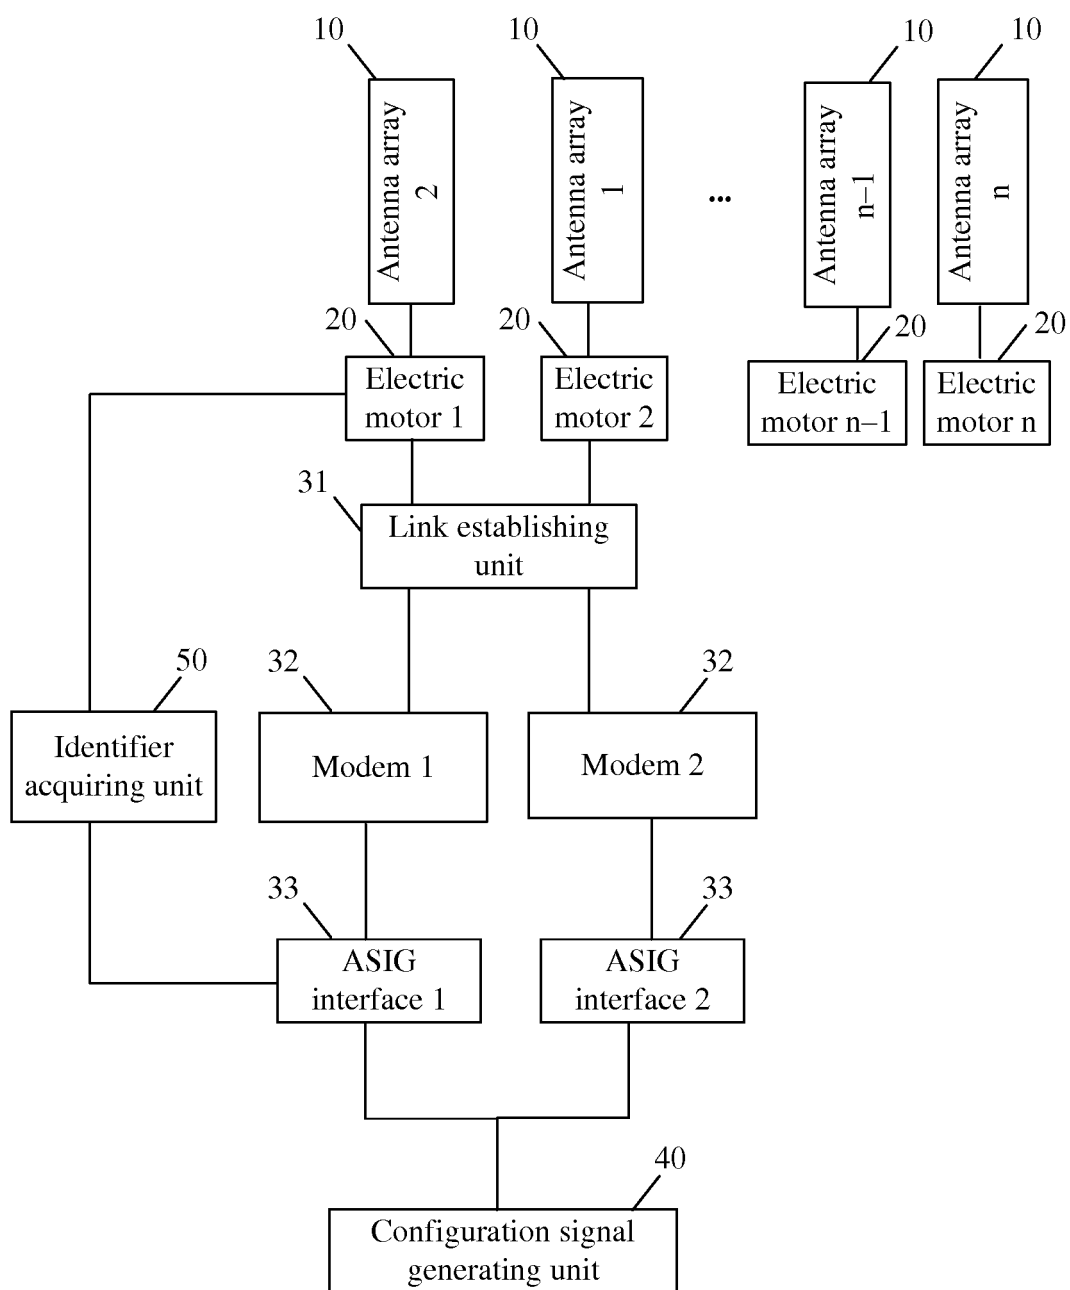 10
10
10
10
Antenna array
2
Antenna array
1
...
Antenna array
n–1
Antenna array
n
20
20
20
20
Electric
motor 1
Electric
motor 2
Electric
motor n–1
Electric
motor n
31
Link establishing
unit
50
32
32
Identifier
acquiring unit
Modem 1
Modem 2
33
33
ASIG
interface 1
ASIG
interface 2
40
Configuration signal
generating unit